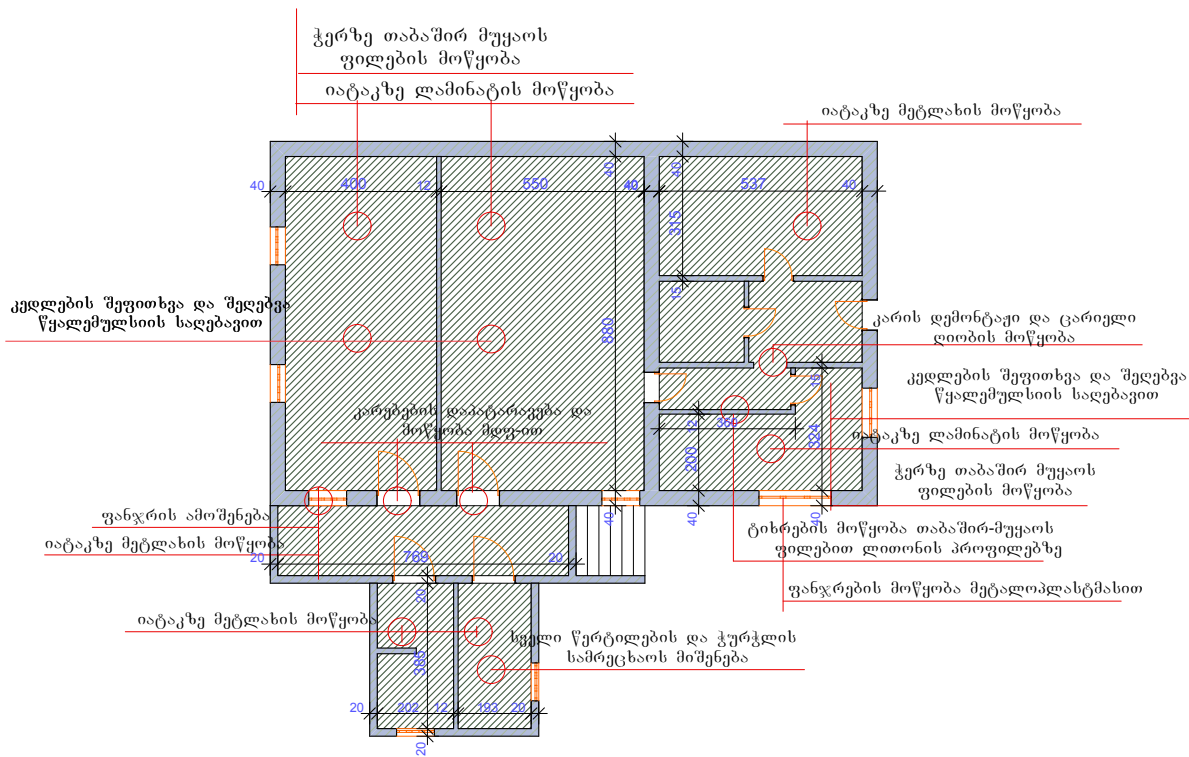 ჭერზე თაბაშირ მუყაოს
ფილების მოწყობა
იატაკზე ლამინატის მოწყობა
იატაკზე მეტლახის მოწყობა
40
400
12
550
40
40
40
537
40
315
15
880
კედლების შეფითხვა და შეღებვა
წყალემულსიის საღებავით
კარის დემონტაჟი და ცარიელი
ღიობის მოწყობა
კედლების შეფითხვა და შეღებვა
წყალემულსიის საღებავით
15
კარებების დაპატარავება და
მოწყობა მდფ-ით
12
369
324
200
იატაკზე ლამინატის მოწყობა
ჭერზე თაბაშირ მუყაოს
ფილების მოწყობა
40
40
40
ფანჯრის ამოშენება
იატაკზე მეტლახის მოწყობა
ტიხრების მოწყობა თაბაშირ-მუყაოს
ფილებით ლითონის პროფილებზე
20
769
20
ფანჯრების მოწყობა მეტალოპლასტმასით
20
იატაკზე მეტლახის მოწყობა
სველი წერტილების და ჭურჭლის
სამრეცხაოს მიშენება
385
20
202
12
193
20
20